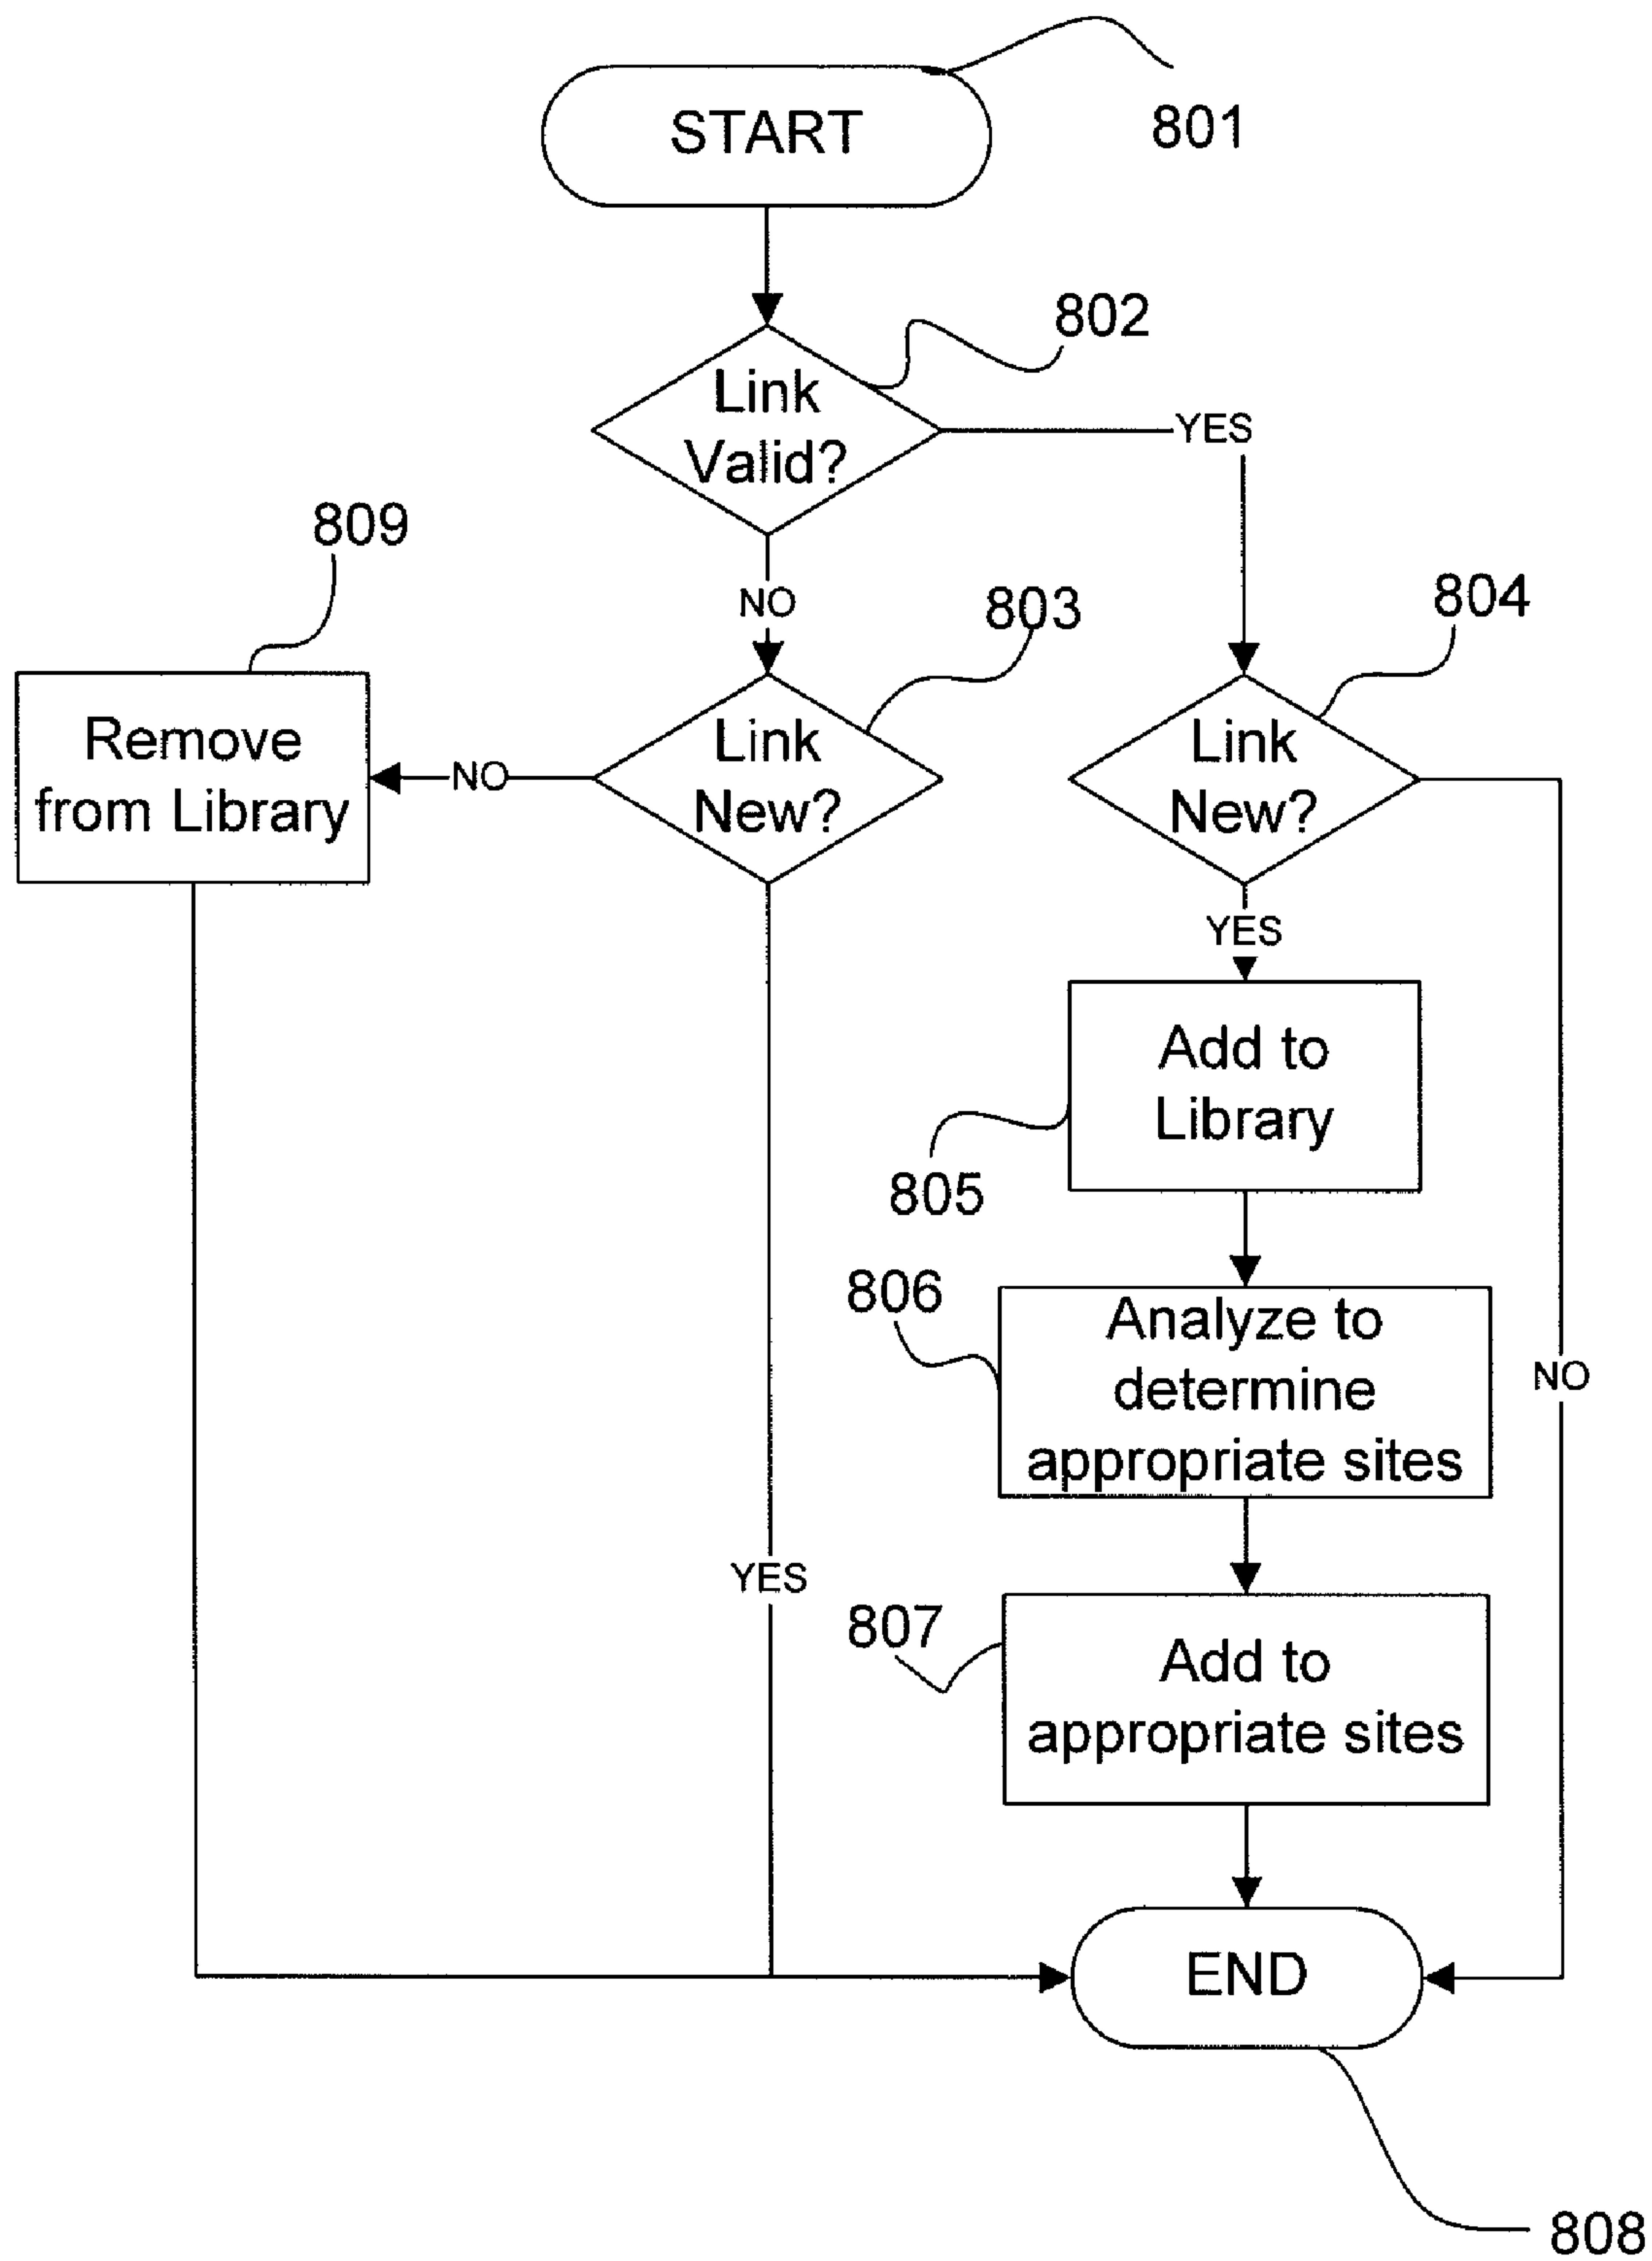 START
801
802
Link
Valid?
YES
809
NO
803
804
Remove
from Library
NO
Link
New?
Link
New?
YES
Add to
Library
805
806
Analyze to
determine
appropriate sites
NO
YES
807
Add to
appropriate sites
END
808